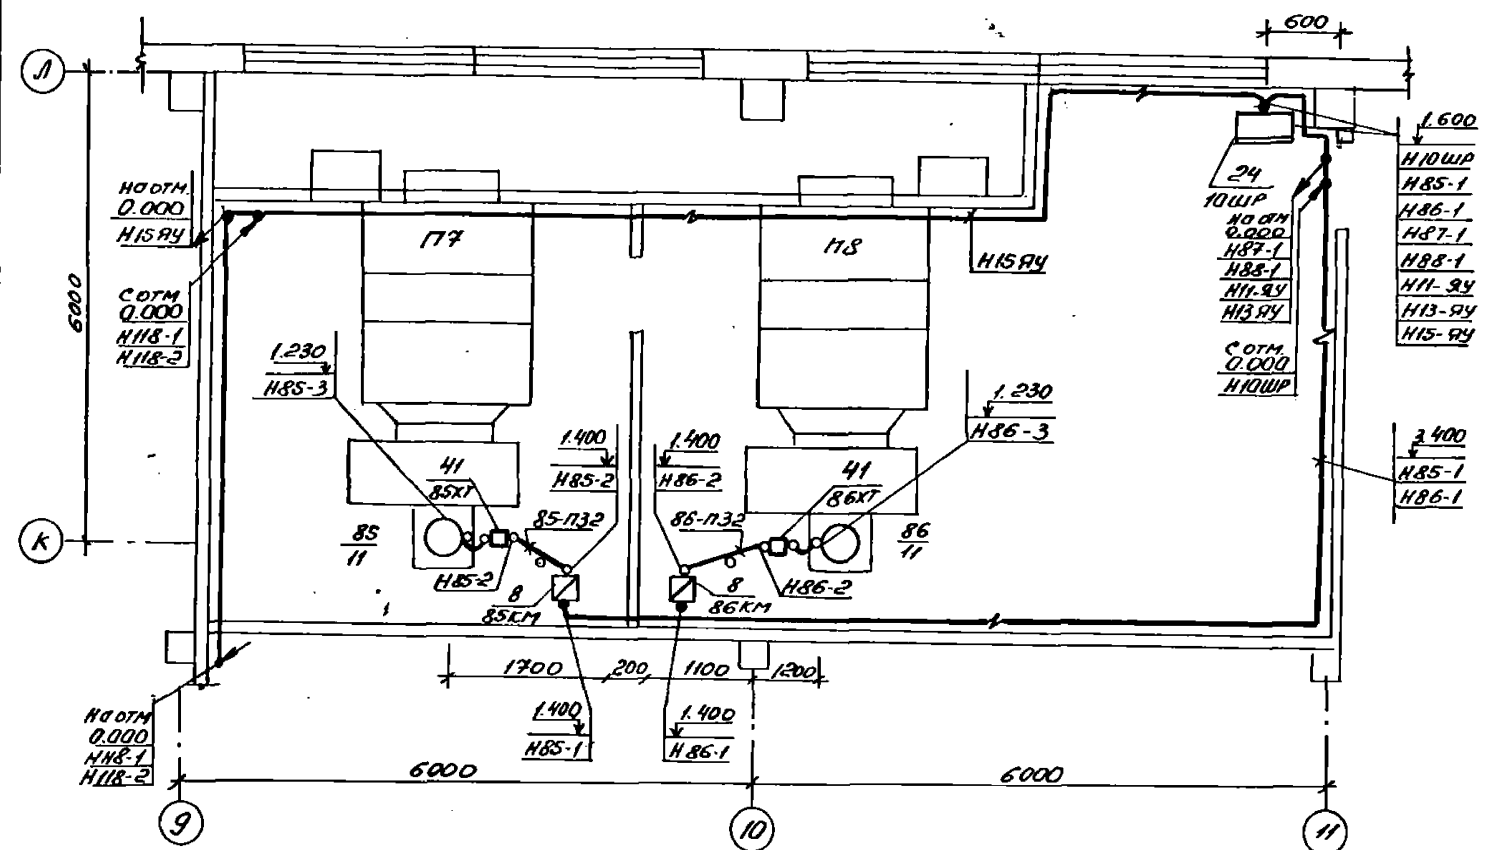 600
Л
1.600
Н10ШР
Н85-1
Н86-1
Н87-1
Н88-1
Н11-ЯУ
Н13-ЯУ
Н15-ЯУ
24
10ШР
на отм
0.000
Н87-1
Н88-1
Н11-ЯУ
Н13ЯУ
С ОТМ.
0.000
Н10ШР
на отм.
0.000
Н15ЯУ
С ОТМ
0.000
Н118-1
Н118-2
6000
П7
П8
Н15ЯУ
1.230
Н85-3
1.230
Н86-3
1.400
Н85-2
1.400
Н86-2
3.400
Н85-1
Н86-1
41
85ХТ
41
86ХТ
85-П32
86-П32
К
85
11
86
11
Н85-2
Н86-2
8
85КМ
8
86КМ
1700
200
1100
1200
На отм
0.000
Н118-1
Н118-2
1.400
Н85-1
1.400
Н86-1
6000
6000
9
10
11